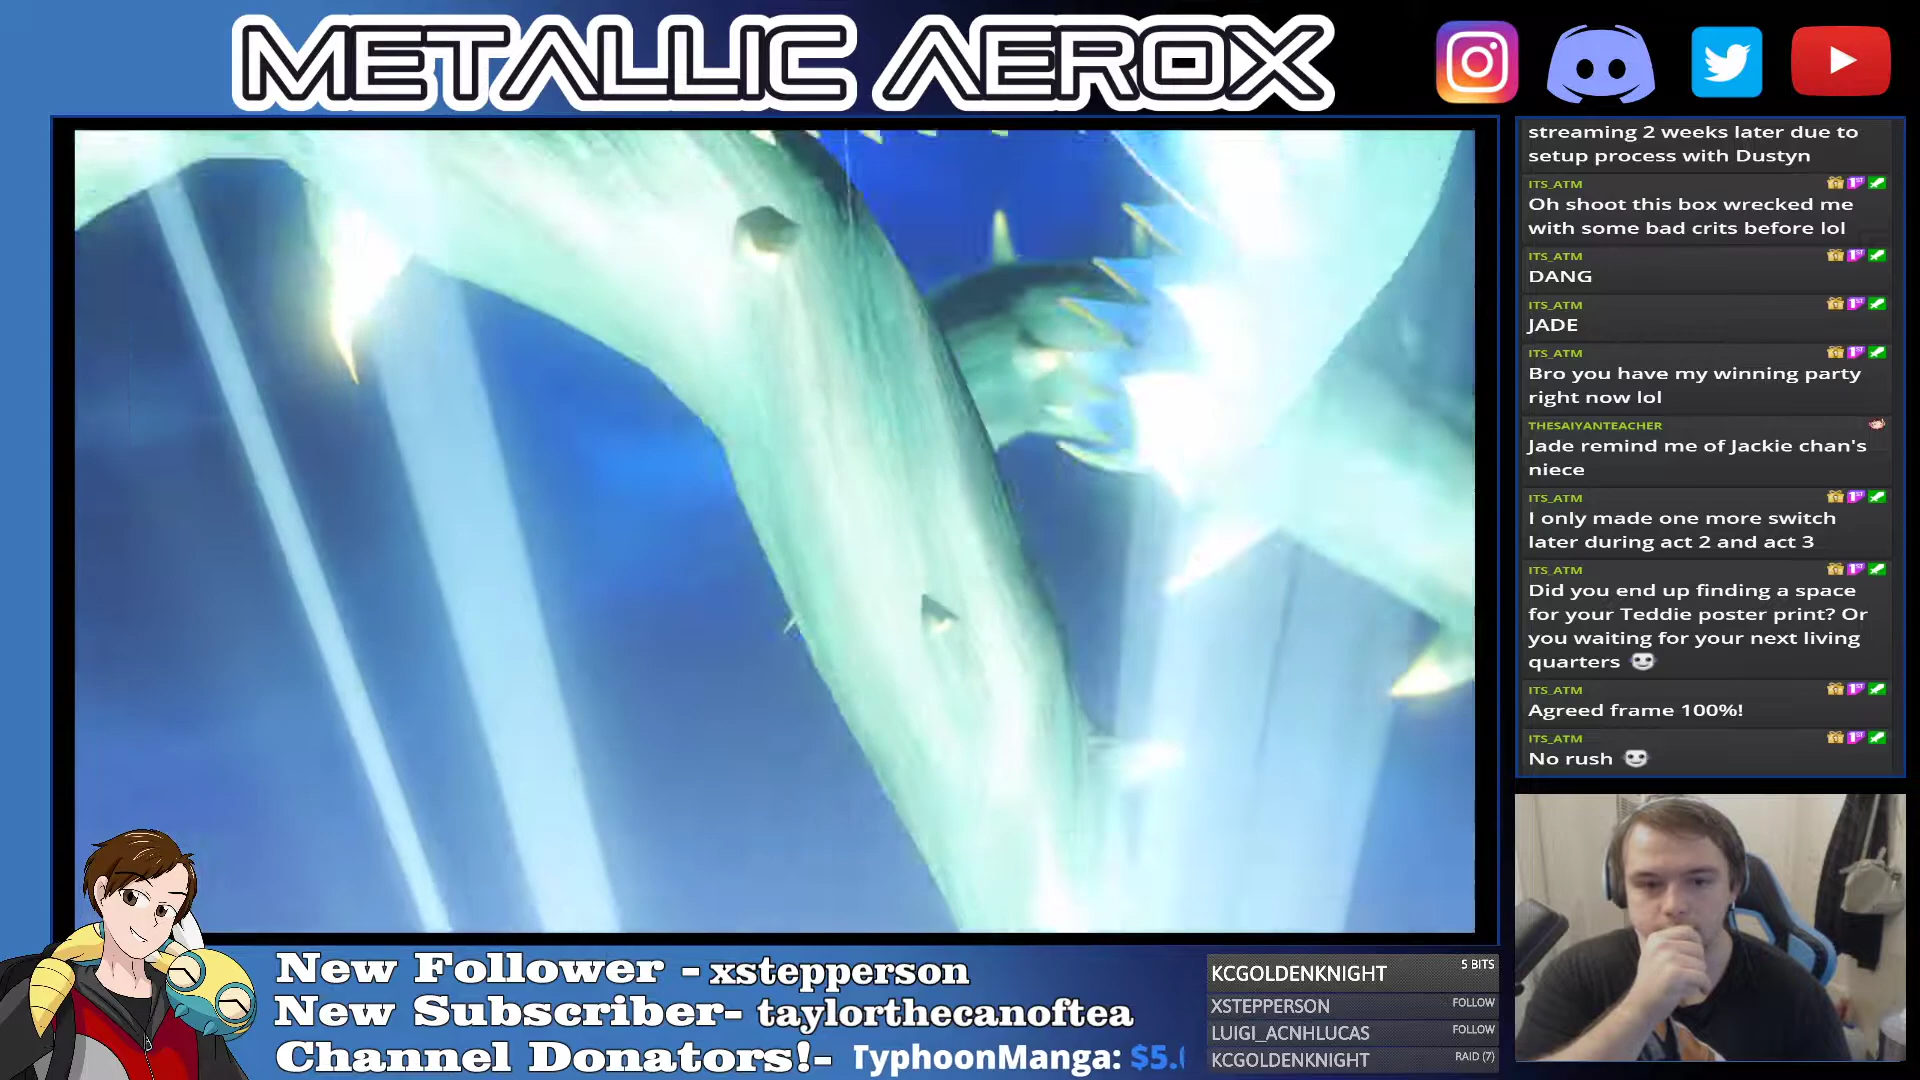 METALLIC AEROX
streaming 2 weeks later due to
setup process with Dustyn
ITS_ATM
Oh shoot this box wrecked me
with some bad crits before lol
ITS_ATM
DANG
ITS_ATM
JADE
ITS_ATM
Bro you have my winning party
right now lol
THESAIYANTEACHER
Jade remind me of Jackie chan's
niece
ITS_ATM
I only made one more switch
later during act 2 and act 3
ITS_ATM
Did you end up finding a space
for your Teddie poster print? Or
you waiting for your next living
quarters
ITS_ATM
Agreed frame 100%!
ITS_ATM
No rush
New Follower - xstepperson
New Subscriber- taylorthecanoftea
Channel Donators!- TyphoonManga: $5.
KCGOLDENKNIGHT 5 BITS
XSTEPPERSON FOLLOW
LUIGI_ACNHLUCAS FOLLOW
KCGOLDENKNIGHT RAID (7)